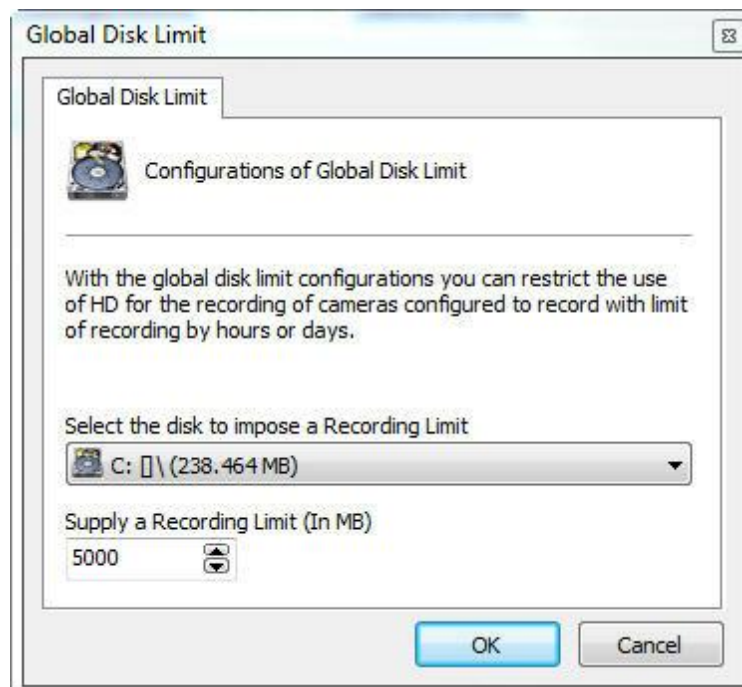 Global Disk Limit
Global Disk Limit
Configurations of Global Disk Limit
With the global disk limit configurations you can restrict the use
of HD for the recording of cameras configured to record with limit
of recording by hours or days.
Select the disk to impose a Recording Limit
C: []\ (238.464 MB)
Supply a Recording Limit (In MB)
5000
OK
Cancel